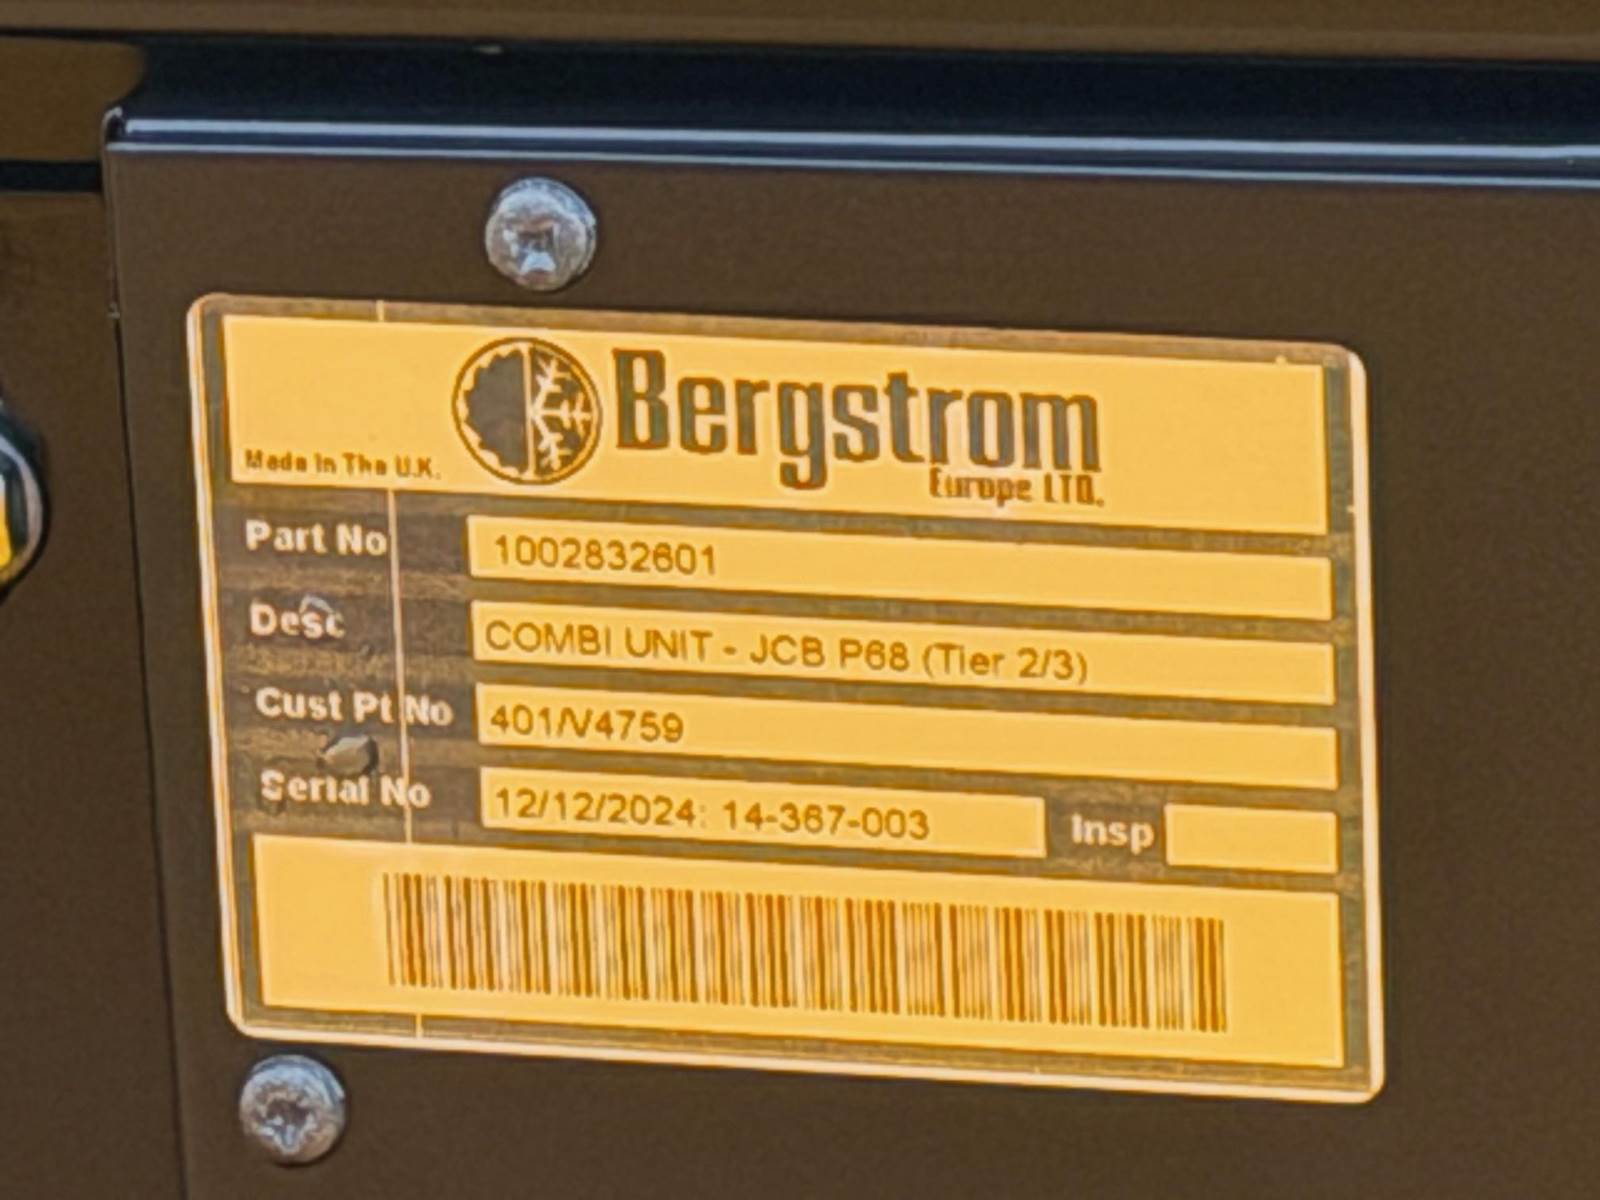 Bergstrom
Europe LTD.
Made In The U.K.
Part No 1002832601
Desc COMBI UNIT - JCB P68 (Tier 2/3)
Cust Pt No 401/V4759
Serial No 12/12/2024: 14-367-003 Insp